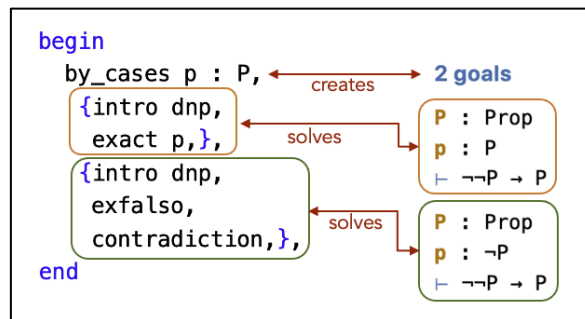 begin
by_cases p : P,
creates
2 goals
{intro dnp,
exact p,},
solves
P : Prop
p : P
⊢ ¬¬P → P
{intro dnp,
exfalso,
contradiction,},
solves
P : Prop
p : ¬P
⊢ ¬¬P → P
end